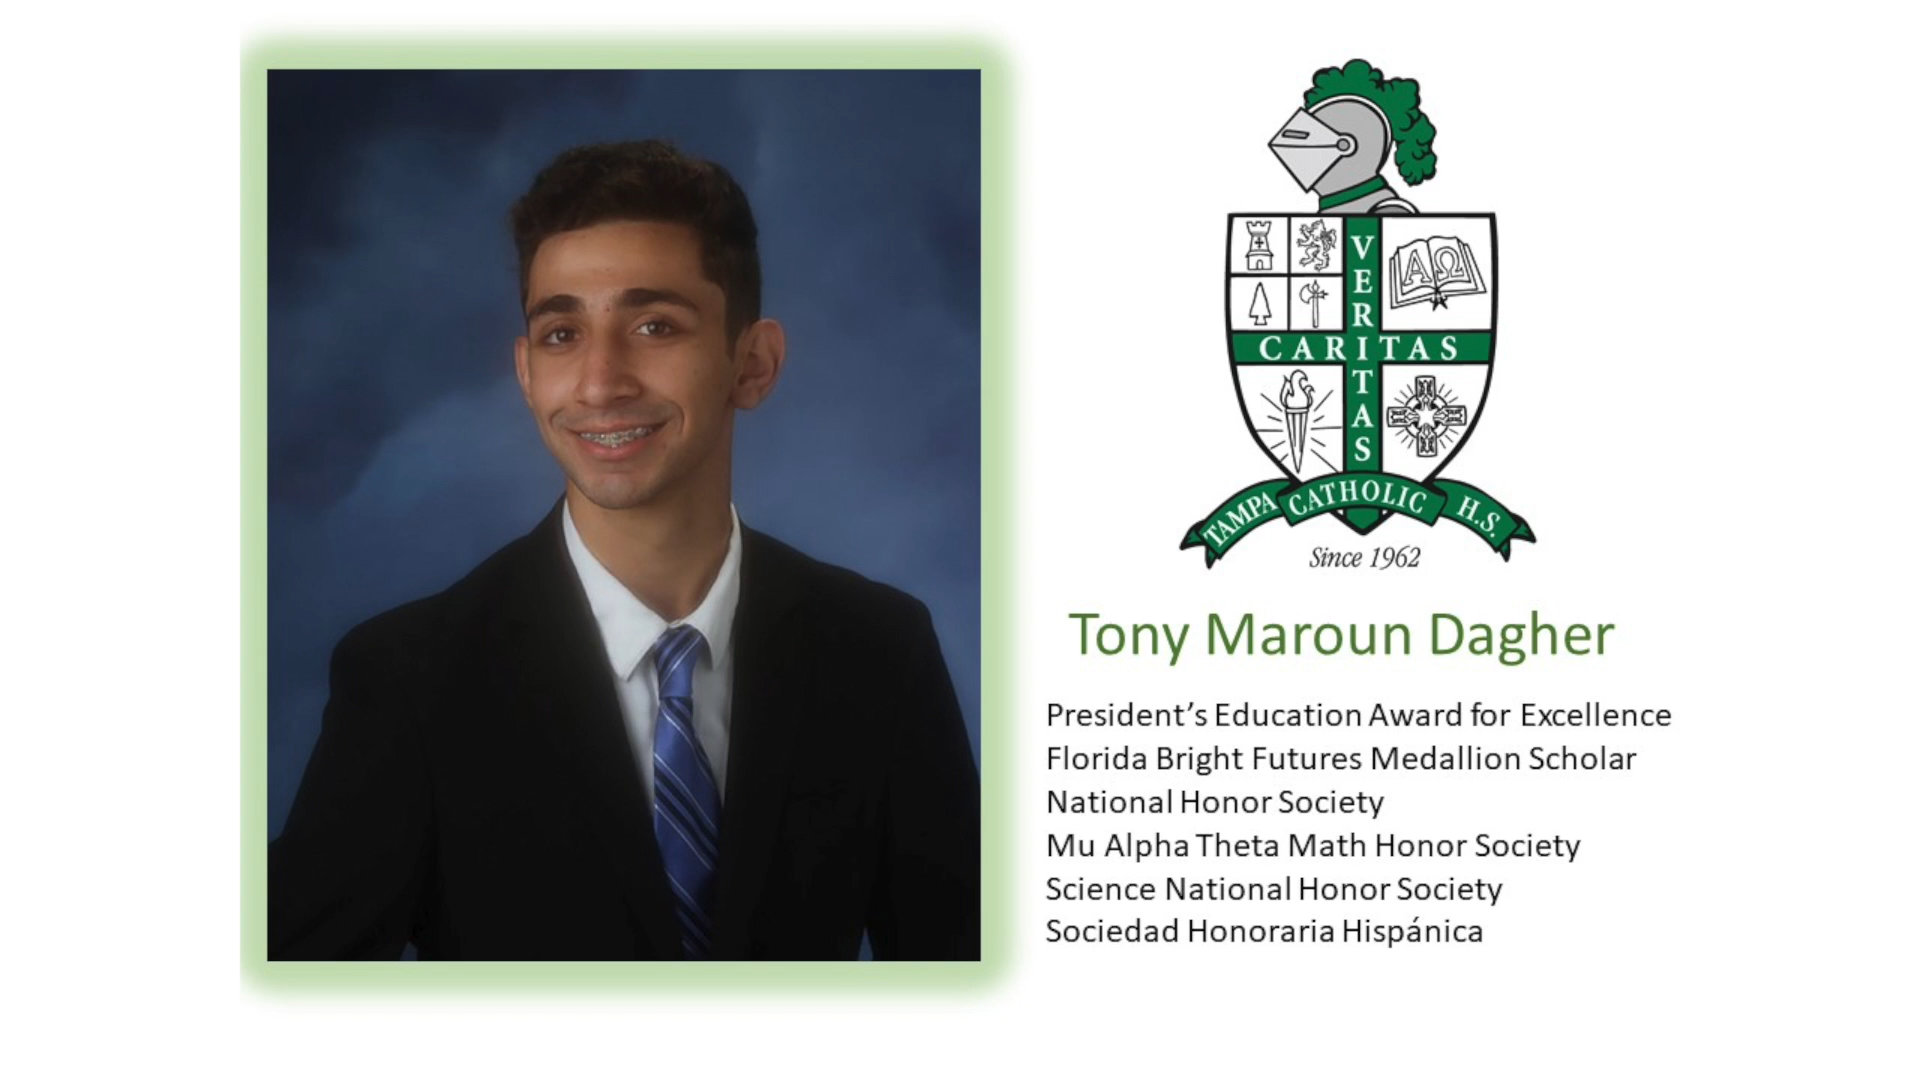 VERITAS
CARITAS
ΑΩ
TAMPA CATHOLIC H.S.
Since 1962
Tony Maroun Dagher
President’s Education Award for Excellence
Florida Bright Futures Medallion Scholar
National Honor Society
Mu Alpha Theta Math Honor Society
Science National Honor Society
Sociedad Honoraria Hispánica